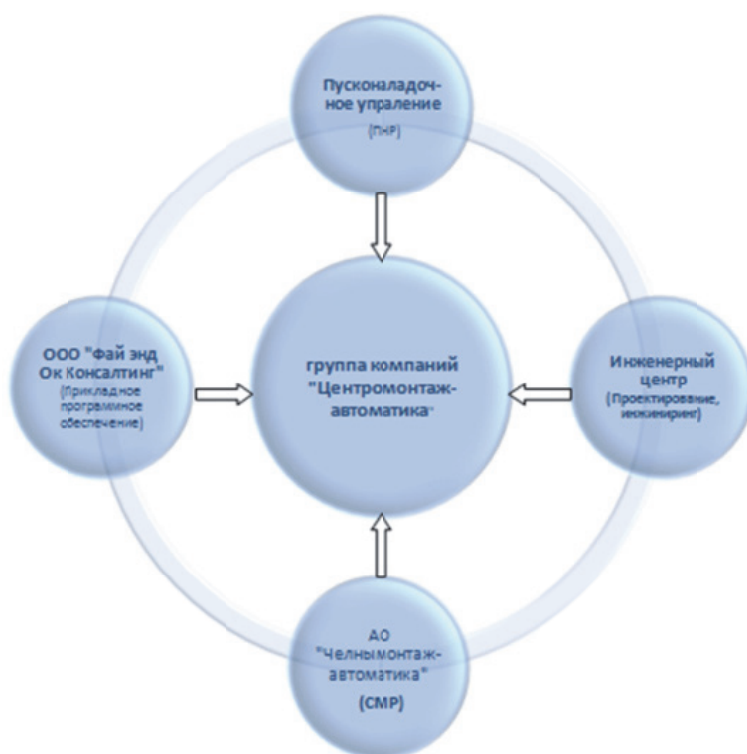 Пусконаладоч-
ное упраление
(ПНР)
ООО "Фай энд
Ок Консалтинг"
(Прикладное
программное
обеспечение)
группа компаний
"Центромонтаж-
автоматика"
Инженерный
центр
(Проектирование,
инжиниринг)
АО
"Челнымонтаж-
автоматика"
(СМР)